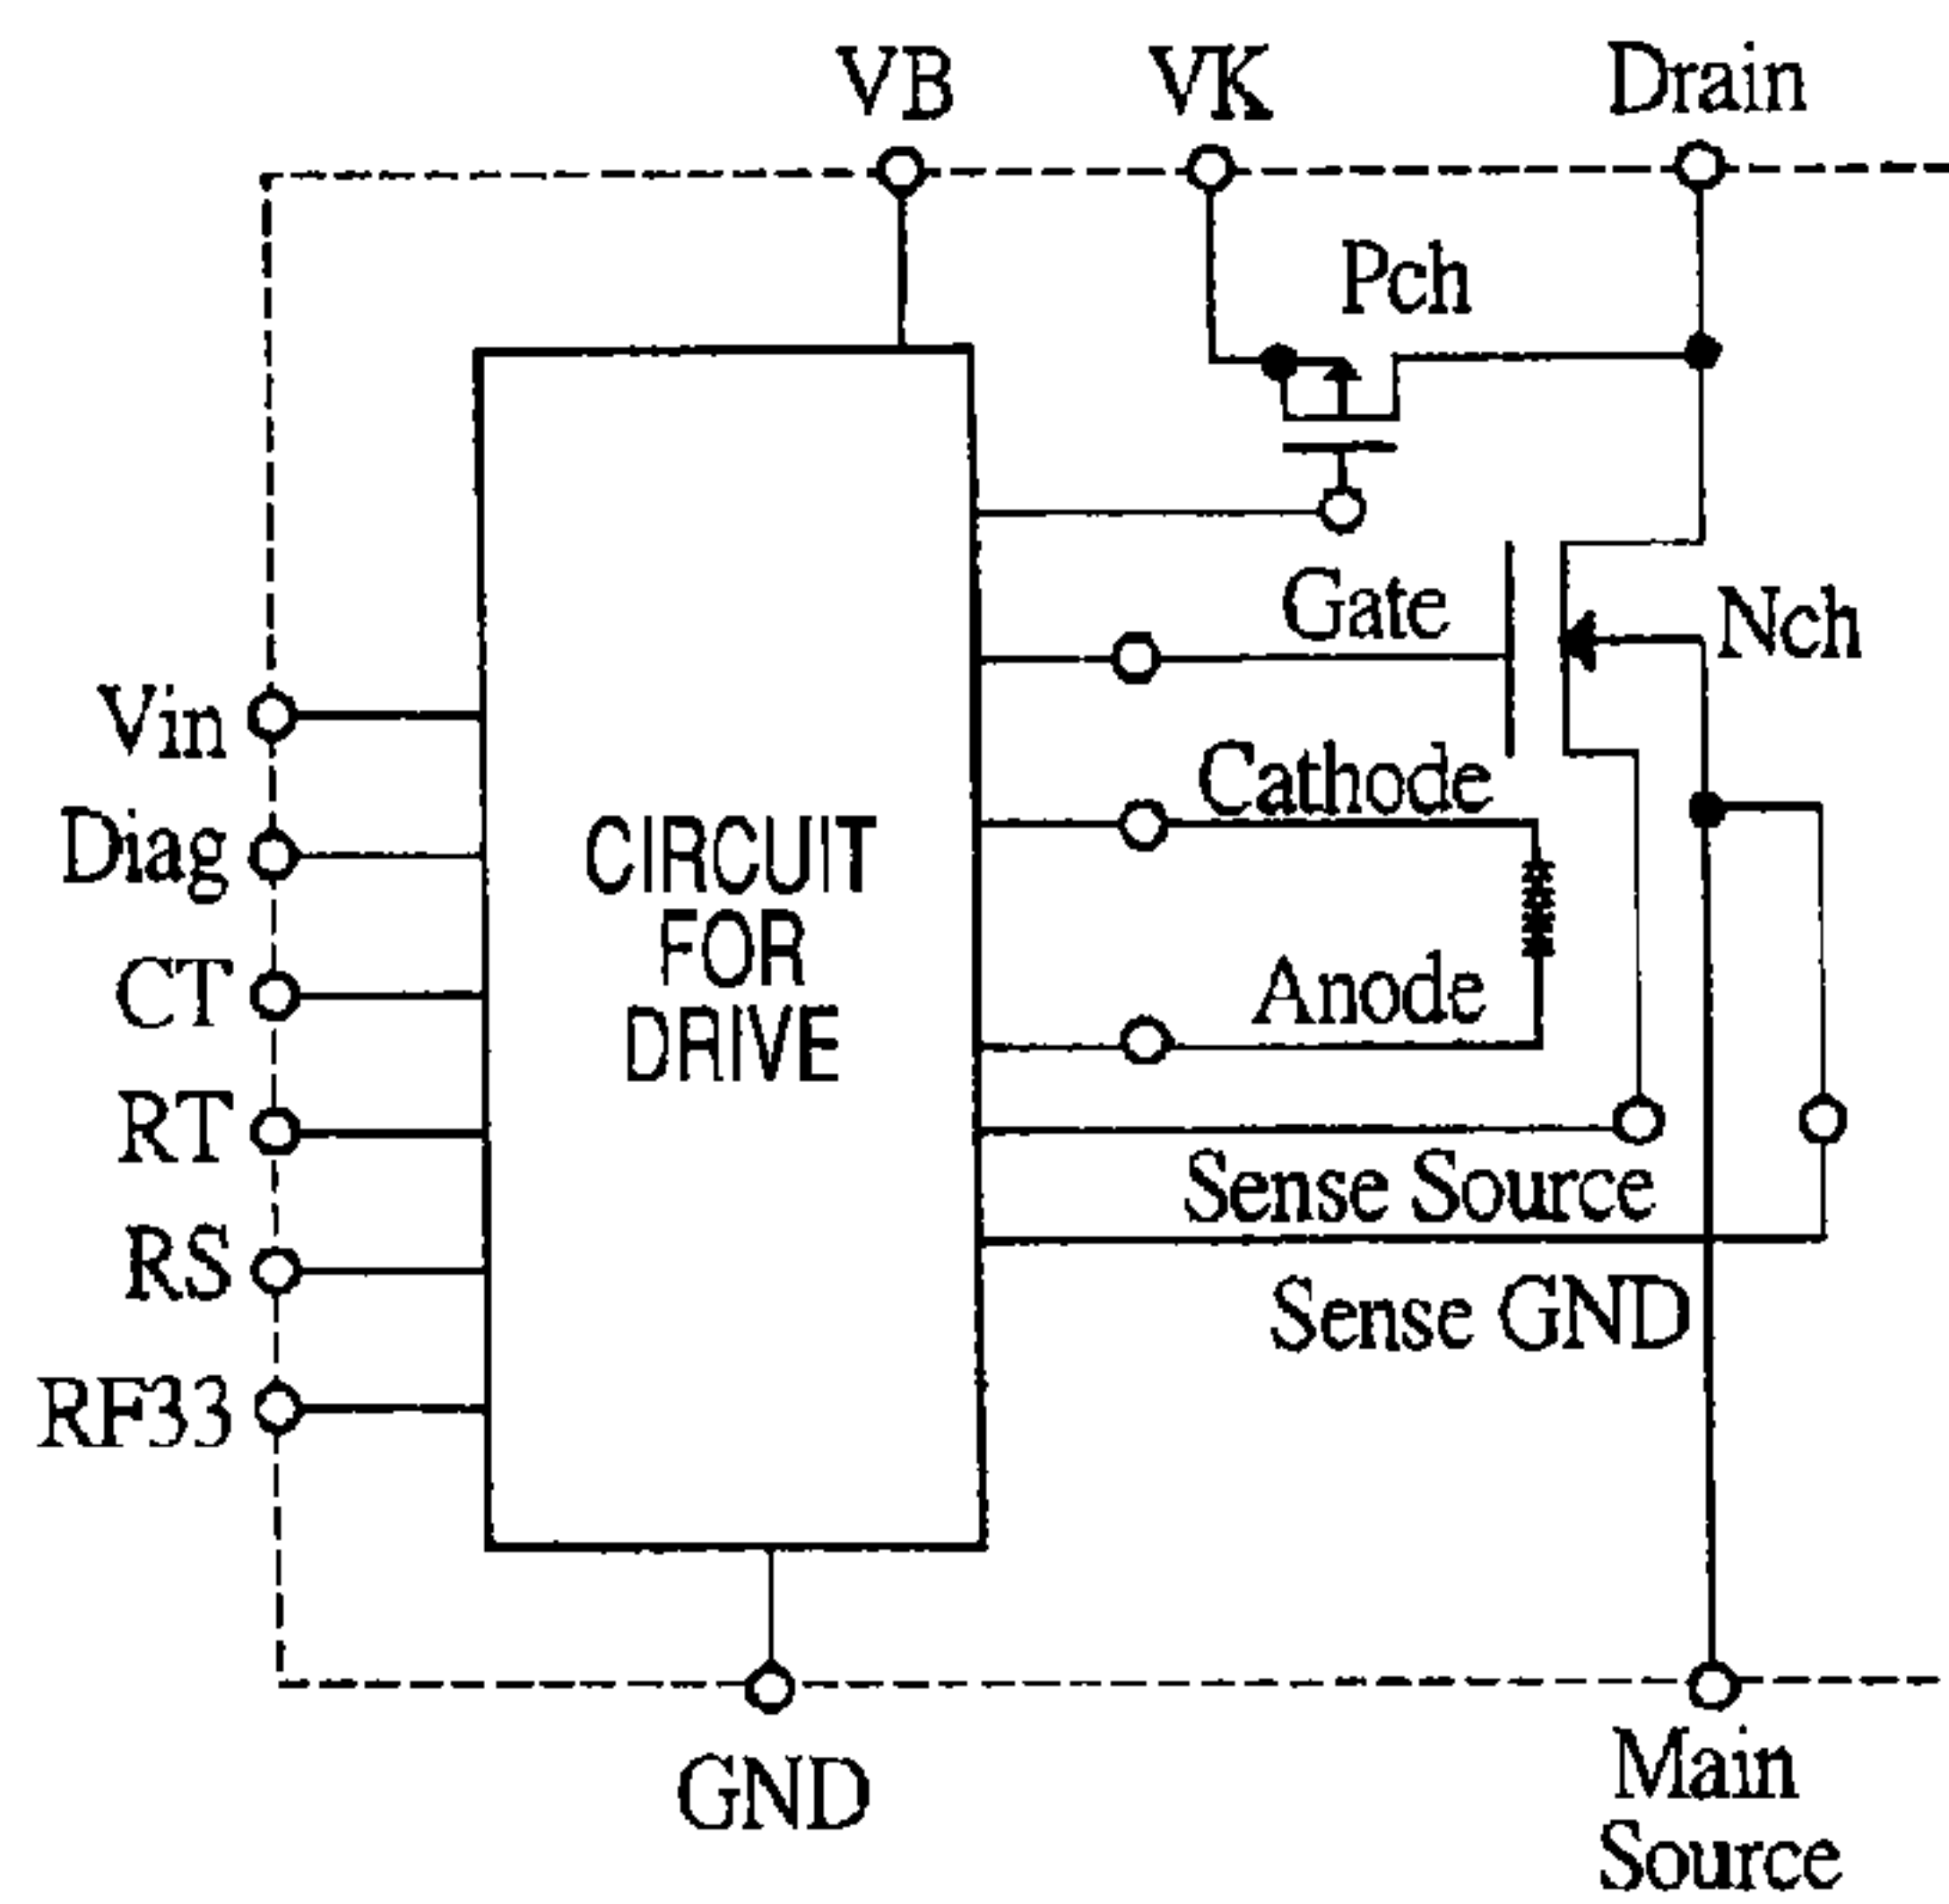 VB
VK
Drain
Pch
Gate
Nch
Vin
Cathode
Diag
CIRCUIT
FOR
DRIVE
CT
Anode
RT
Sense Source
RS
Sense GND
RF33
GND
Main
Source